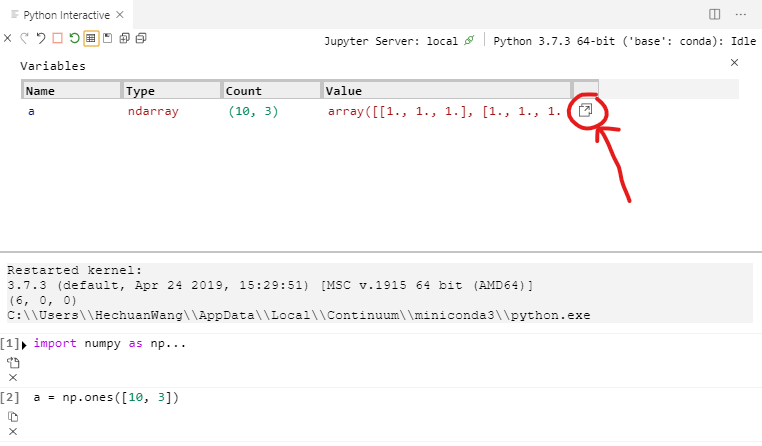 Python Interactive
Jupyter Server: local
Python 3.7.3 64-bit ('base': conda): Idle
Variables
Name Type Count Value
a ndarray (10, 3) array([[1., 1., 1.], [1., 1., 1.
Restarted kernel:
3.7.3 (default, Apr 24 2019, 15:29:51) [MSC v.1915 64 bit (AMD64)]
(6, 0, 0)
C:\\Users\\HechuanWang\\AppData\\Local\\Continuum\\miniconda3\\python.exe
[1] import numpy as np...
[2] a = np.ones([10, 3])